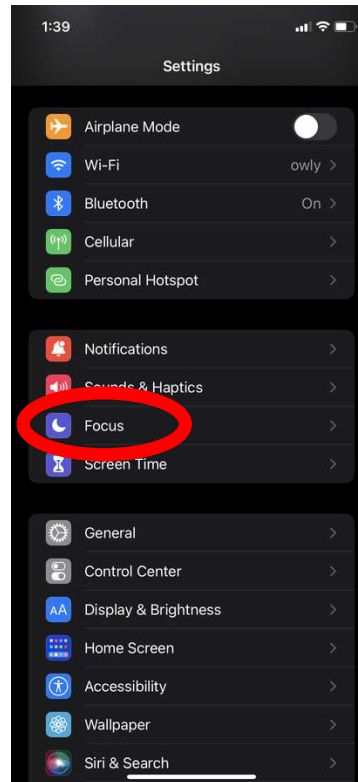 1:39
Settings
Airplane Mode
Wi-Fi owly
Bluetooth On
Cellular
Personal Hotspot
Notifications
Sounds & Haptics
Focus
Screen Time
General
Control Center
AA Display & Brightness
Home Screen
Accessibility
Wallpaper
Siri & Search